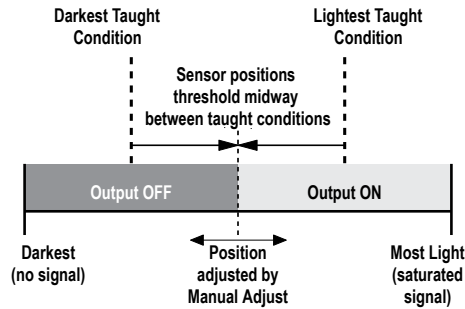 Darkest Taught
Condition
Lightest Taught
Condition
Sensor positions
threshold midway
between taught conditions
Output OFF
Output ON
Darkest
(no signal)
Position
adjusted by
Manual Adjust
Most Light
(saturated
signal)